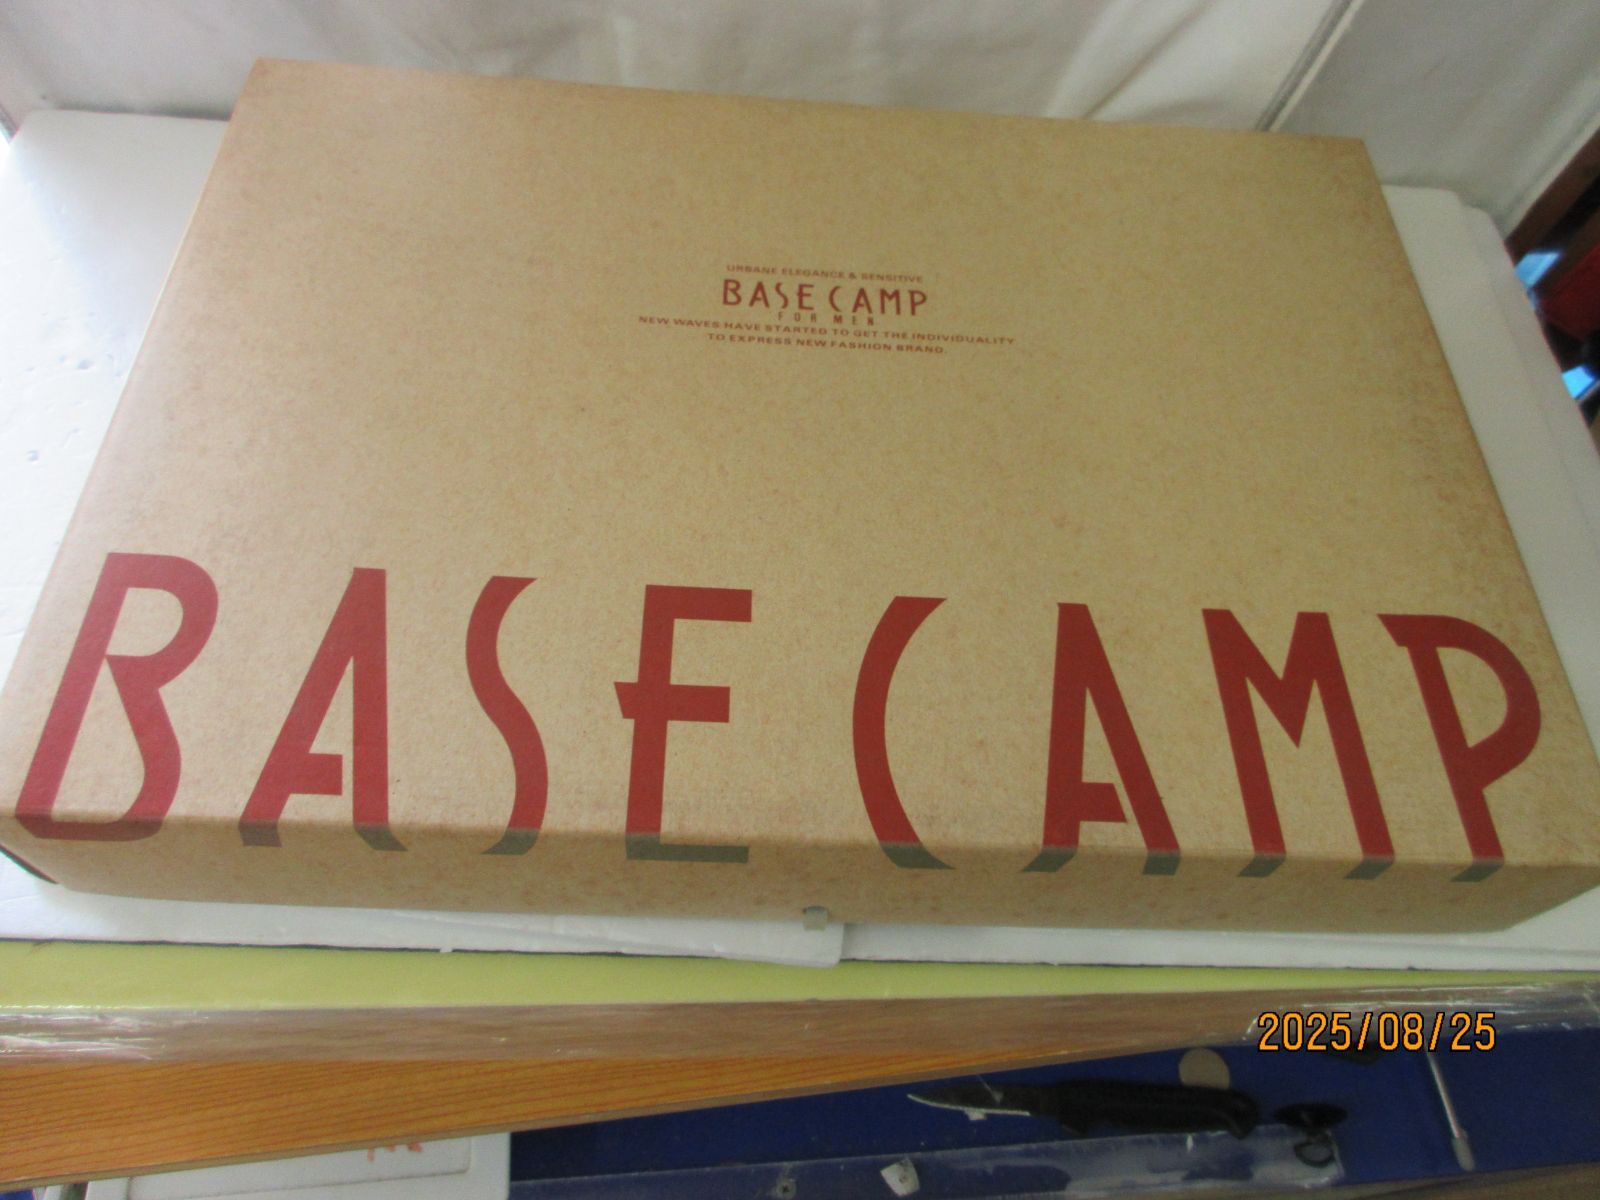 URBANE ELEGANCE & SENSITIVE
BASE CAMP
FOR MEN
NEW WAVES HAVE STARTED TO GET THE INDIVIDUALITY
TO EXPRESS NEW FASHION BRAND.
BASE CAMP
2025/08/25